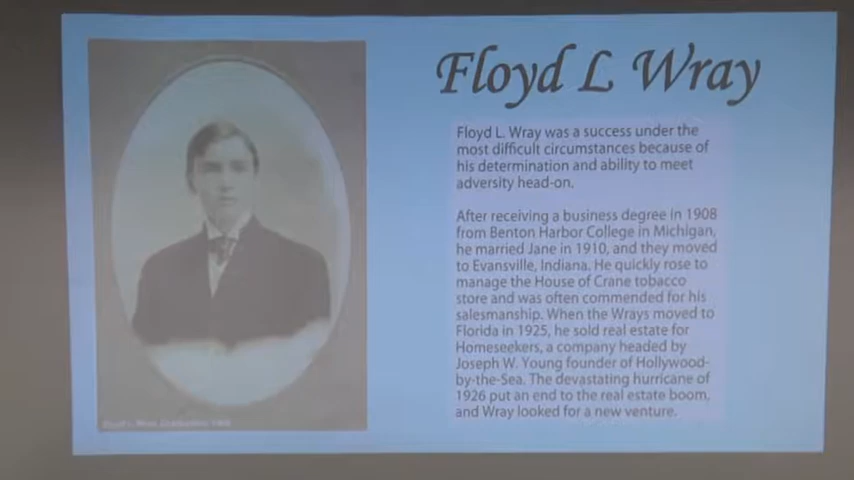 Floyd L Wray
Floyd L. Wray was a success under the
most difficult circumstances because of
his determination and ability to meet
adversity head-on.
After receiving a business degree in 1908
from Benton Harbor College in Michigan,
he married Jane in 1910, and they moved
to Evansville, Indiana. He quickly rose to
manage the House of Crane tobacco
store and was often commended for his
salesmanship. When the Wrays moved to
Florida in 1925, he sold real estate for
Homeseekers, a company headed by
Joseph W. Young founder of Hollywood-
by-the-Sea. The devastating hurricane of
1926 put an end to the real estate boom,
and Wray looked for a new venture.